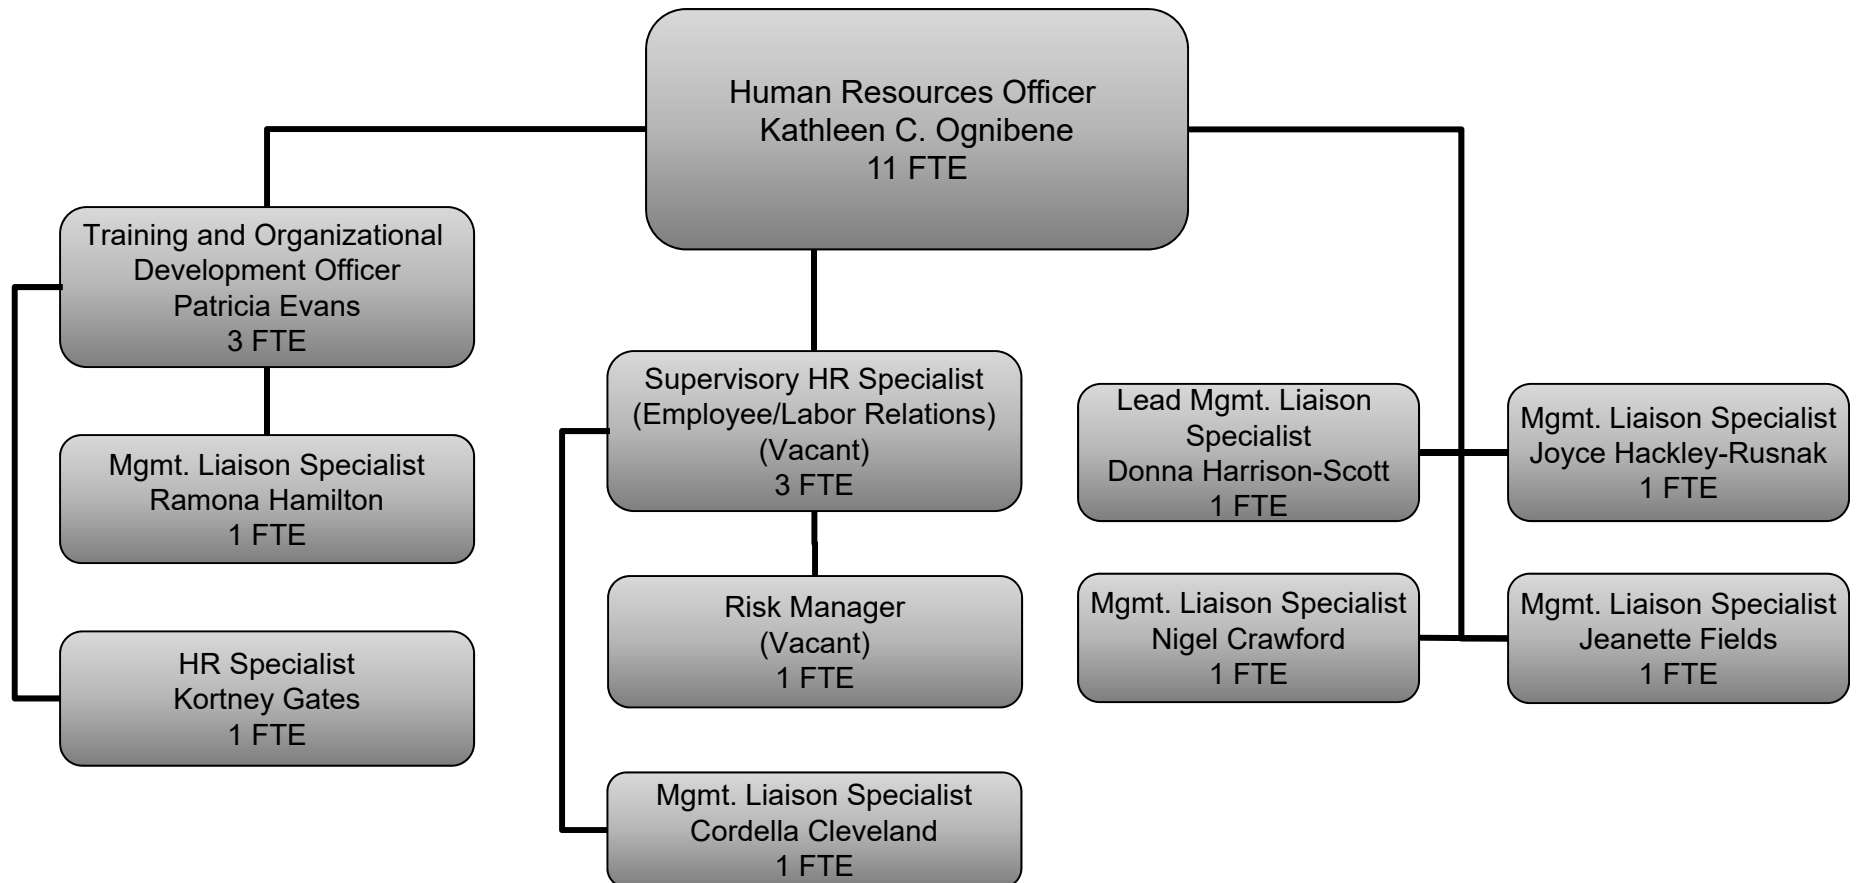 Human Resources Officer
Kathleen C. Ognibene
11 FTE
Training and Organizational
Development Officer
Patricia Evans
3 FTE
Mgmt. Liaison Specialist
Ramona Hamilton
1 FTE
HR Specialist
Kortney Gates
1 FTE
Supervisory HR Specialist
(Employee/Labor Relations)
(Vacant)
3 FTE
Risk Manager
(Vacant)
1 FTE
Mgmt. Liaison Specialist
Cordella Cleveland
1 FTE
Lead Mgmt. Liaison
Specialist
Donna Harrison-Scott
1 FTE
Mgmt. Liaison Specialist
Joyce Hackley-Rusnak
1 FTE
Mgmt. Liaison Specialist
Nigel Crawford
1 FTE
Mgmt. Liaison Specialist
Jeanette Fields
1 FTE